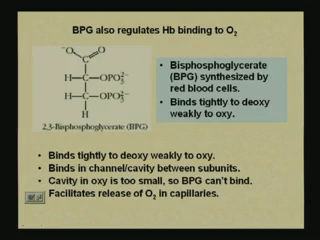 BPG also regulates Hb binding to O₂
⁻O O
C
H—C—OPO₃²⁻
H—C—OPO₃²⁻
H
2,3-Bisphosphoglycerate (BPG)
• Bisphosphoglycerate
(BPG) synthesized by
red blood cells.
• Binds tightly to deoxy
weakly to oxy.
• Binds tightly to deoxy weakly to oxy.
• Binds in channel/cavity between subunits.
• Cavity in oxy is too small, so BPG can't bind.
Facilitates release of O₂ in capillaries.